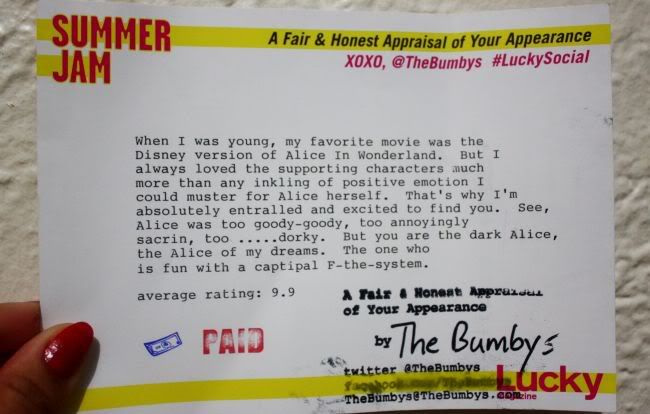 SUMMER
JAM
A Fair & Honest Appraisal of Your Appearance
XOXO, @TheBumbys #LuckySocial
When I was young, my favorite movie was the
Disney version of Alice In Wonderland. But I
always loved the supporting characters much
more than any inkling of positive emotion I
could muster for Alice herself. That's why I'm
absolutely entralled and excited to find you. See,
Alice was too goody-goody, too annoyingly
sacrin, too .....dorky. But you are the dark Alice,
the Alice of my dreams. The one who
is fun with a captipal F-the-system.
average rating: 9.9
PAID
A Fair & Honest Appraisal
of Your Appearance
by The Bumbys
twitter @TheBumbys
facebook.com/TheBumbys
TheBumbys@TheBumbys.com
Lucky
magazine